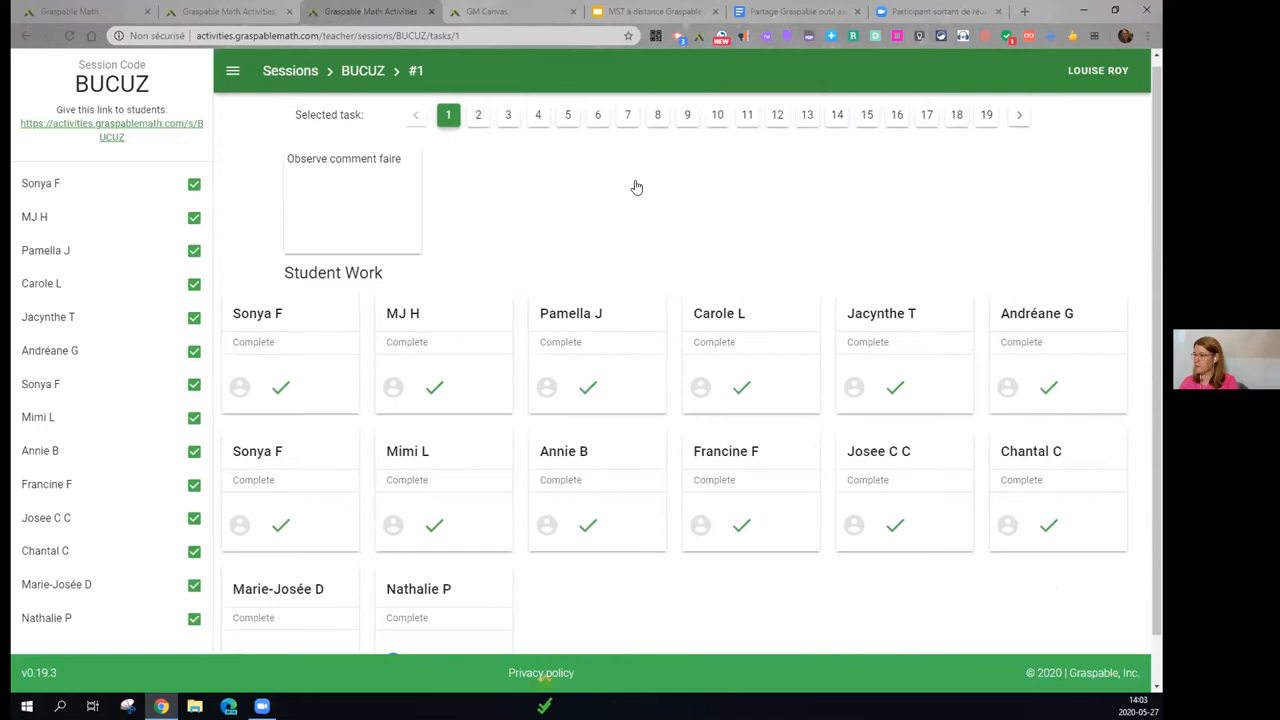 Graspable Math
Graspable Math Activities
Graspable Math Activities
GM Canvas
MST à distance Graspable
Partage Graspable outil
Participant sortant de réu
Non sécurisé
activities.graspablemath.com/teacher/sessions/BUCUZ/tasks/1
NEW
Session Code
BUCUZ
Give this link to students:
https://activities.graspablemath.com/s/B
UCUZ
Sonya F
MJ H
Pamella J
Carole L
Jacynthe T
Andréane G
Sonya F
Mimi L
Annie B
Francine F
Josee C C
Chantal C
Marie-Josée D
Nathalie P
Sessions > BUCUZ > #1
LOUISE ROY
Selected task: < 1 2 3 4 5 6 7 8 9 10 11 12 13 14 15 16 17 18 19 >
Observe comment faire
Student Work
Sonya F MJ H Pamella J Carole L Jacynthe T Andréane G
Complete Complete Complete Complete Complete Complete
Sonya F Mimi L Annie B Francine F Josee C C Chantal C
Complete Complete Complete Complete Complete Complete
Marie-Josée D Nathalie P
Complete Complete
v0.19.3 Privacy policy © 2020 | Graspable, Inc.
14:03
2020-05-27